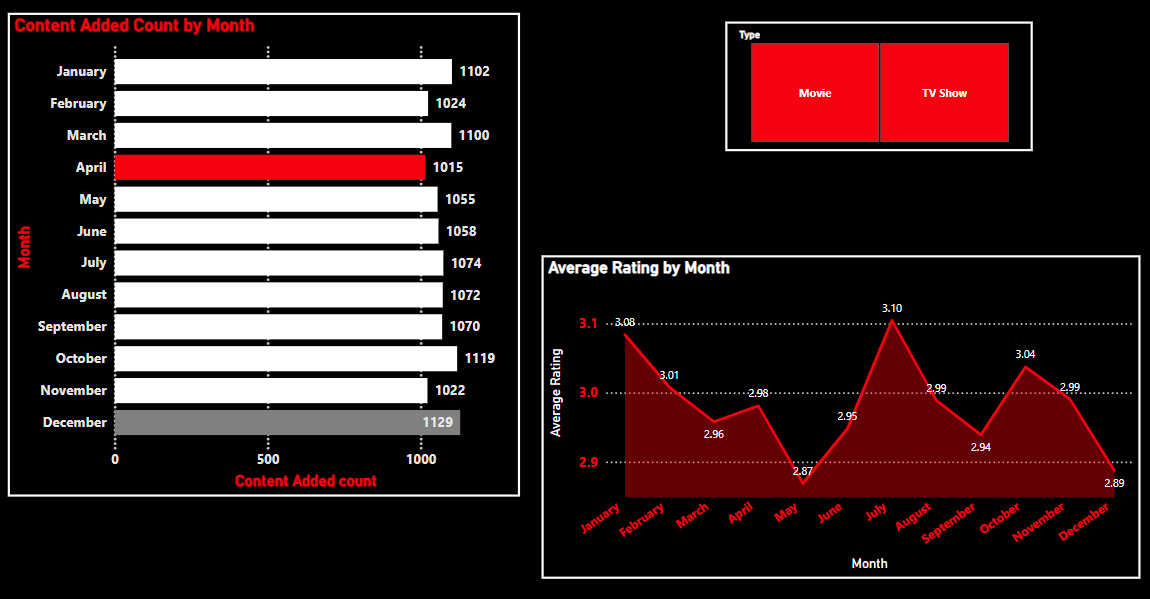 Content Added Count by Month
January 1102
February 1024
March 1100
April 1015
May 1055
June 1058
July 1074
August 1072
September 1070
October 1119
November 1022
December 1129
0 500 1000
Content Added count
Month
Type
Movie TV Show
Average Rating by Month
Average Rating
3.1
3.0
2.9
3.08
3.01
2.96
2.98
2.87
2.95
3.10
2.99
2.94
3.04
2.99
2.89
January February March April May June July August September October November December
Month